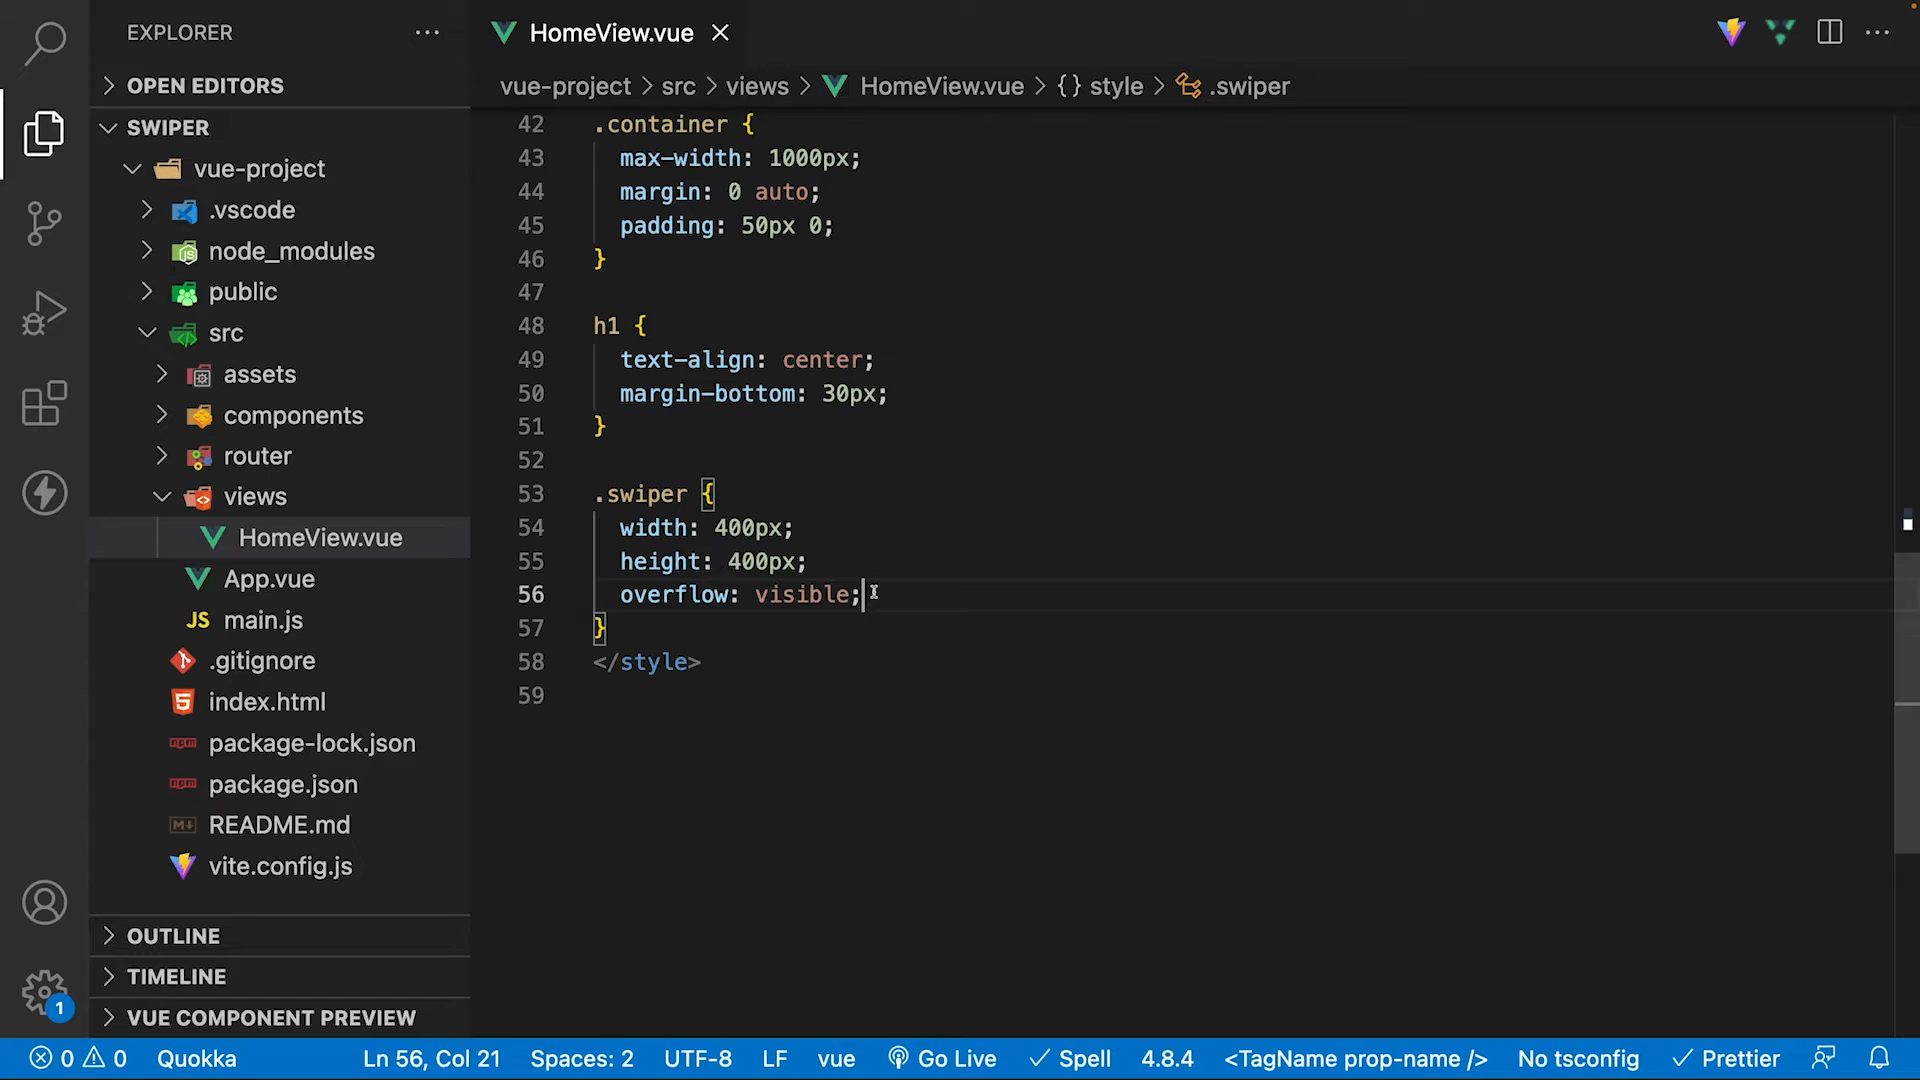 EXPLORER
OPEN EDITORS
SWIPER
vue-project
.vscode
node_modules
public
src
assets
components
router
views
HomeView.vue
App.vue
JS main.js
.gitignore
index.html
package-lock.json
package.json
README.md
vite.config.js
OUTLINE
TIMELINE
VUE COMPONENT PREVIEW
1
HomeView.vue
vue-project > src > views > HomeView.vue > {} style > .swiper
42 .container {
43 max-width: 1000px;
44 margin: 0 auto;
45 padding: 50px 0;
46 }
47
48 h1 {
49 text-align: center;
50 margin-bottom: 30px;
51 }
52
53 .swiper {
54 width: 400px;
55 height: 400px;
56 overflow: visible;
57 }
58 </style>
59
0 0 Quokka Ln 56, Col 21 Spaces: 2 UTF-8 LF vue Go Live Spell 4.8.4 <TagName prop-name /> No tsconfig Prettier